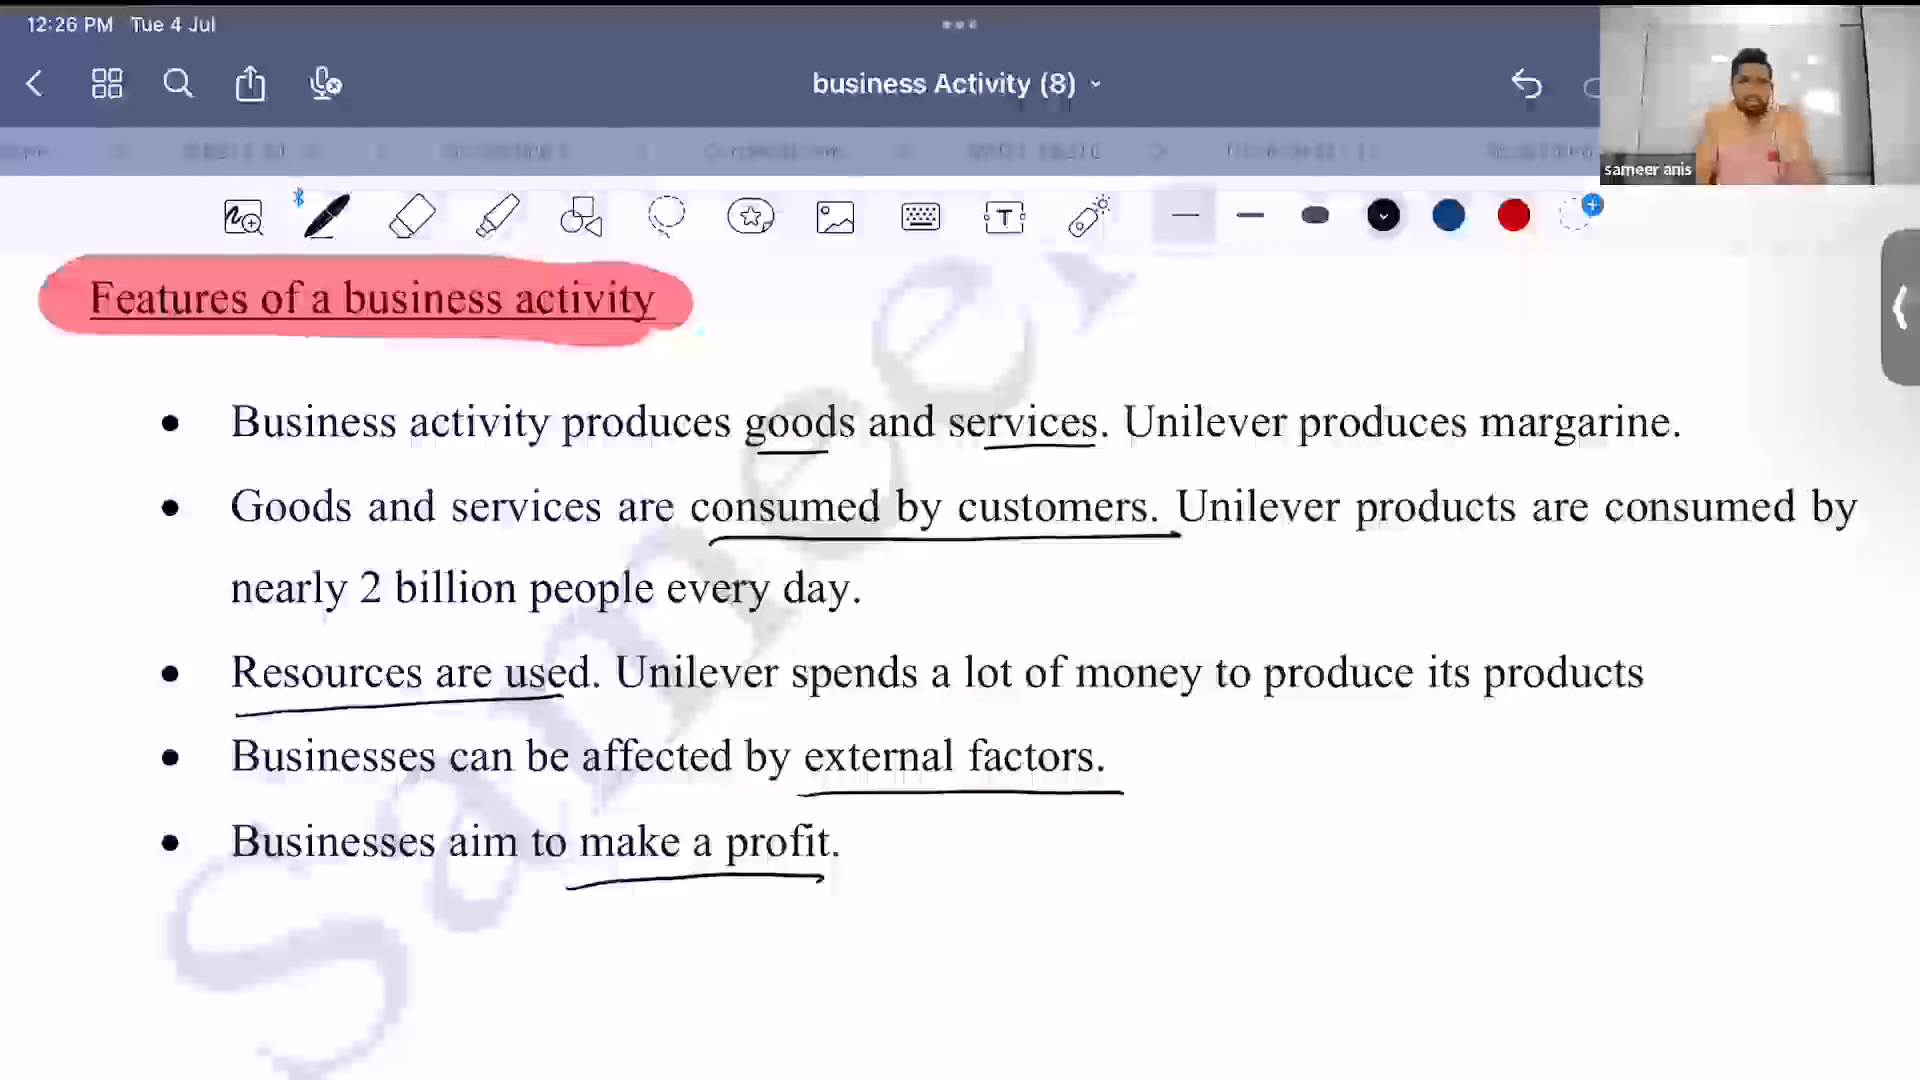 12:26 PM Tue 4 Jul
business Activity (8)
sameer anis
T
Features of a business activity
• Business activity produces goods and services. Unilever produces margarine.
• Goods and services are consumed by customers. Unilever products are consumed by
nearly 2 billion people every day.
• Resources are used. Unilever spends a lot of money to produce its products
• Businesses can be affected by external factors.
• Businesses aim to make a profit.
Sameer